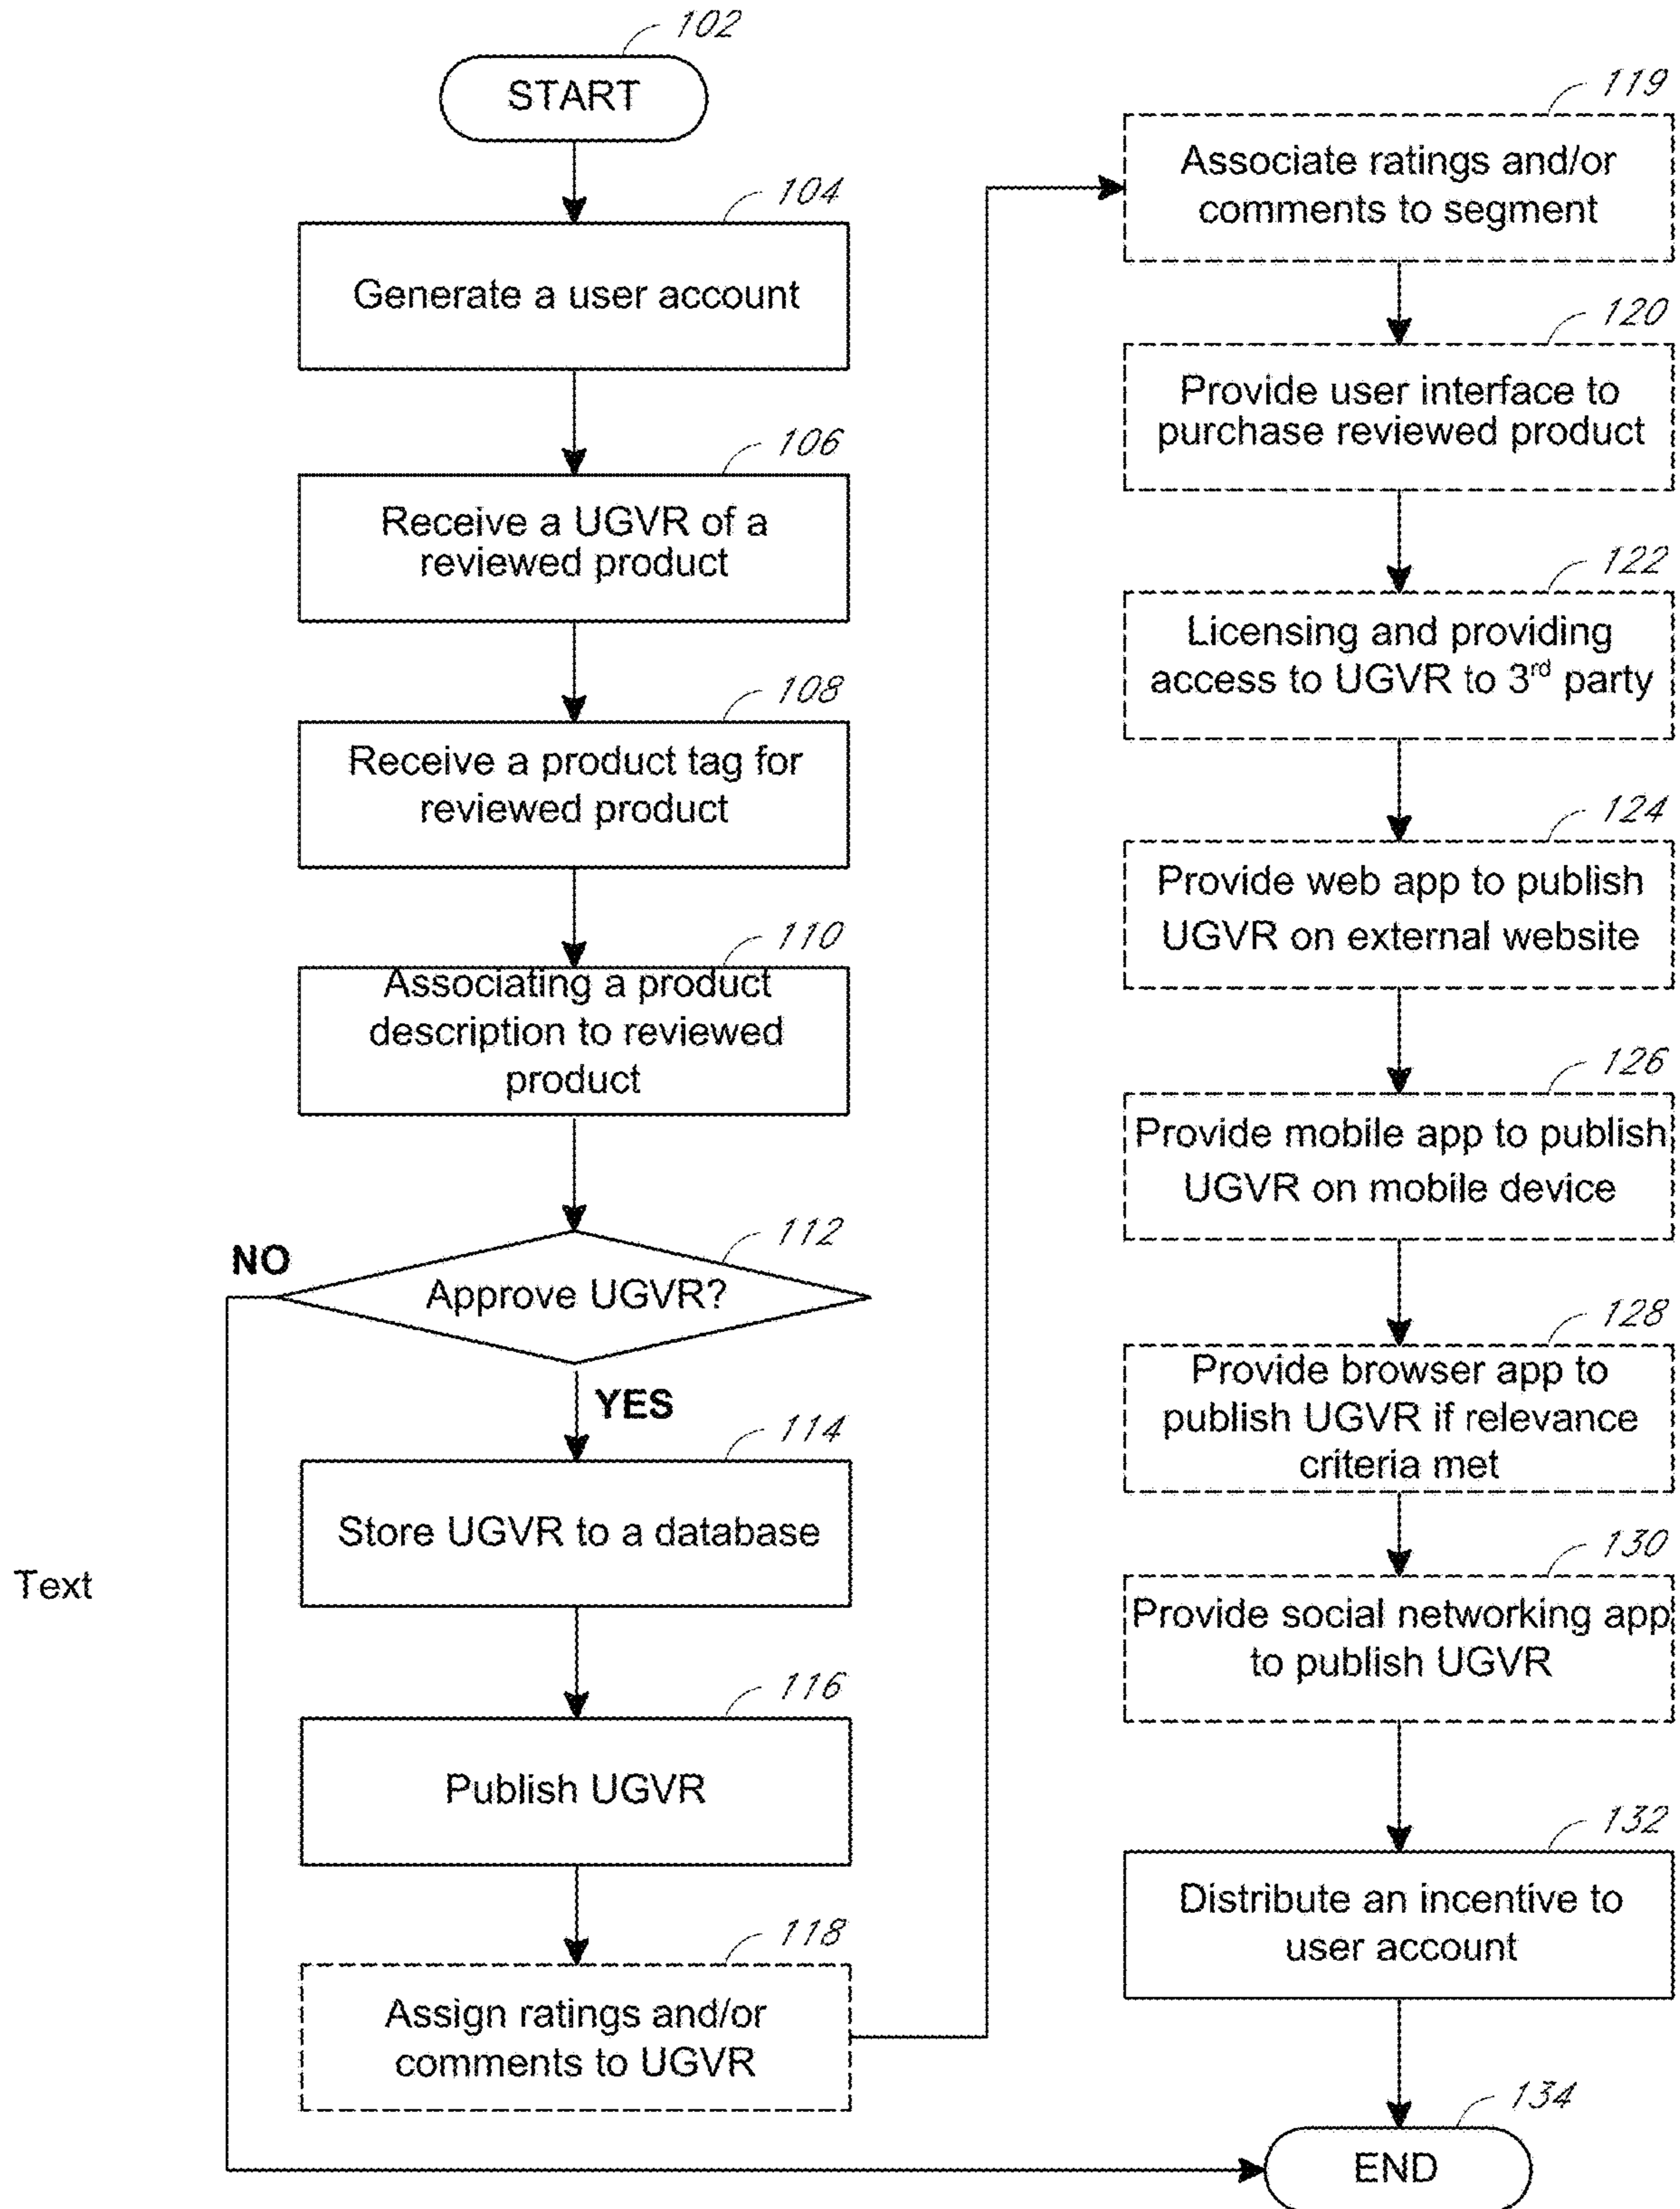 102
START
104
Generate a user account
106
Receive a UGVR of a
reviewed product
108
Receive a product tag for
reviewed product
110
Associating a product
description to reviewed
product
112
NO
Approve UGVR?
YES
114
Store UGVR to a database
Text
116
Publish UGVR
118
Assign ratings and/or
comments to UGVR
119
Associate ratings and/or
comments to segment
120
Provide user interface to
purchase reviewed product
122
Licensing and providing
access to UGVR to 3rd party
124
Provide web app to publish
UGVR on external website
126
Provide mobile app to publish
UGVR on mobile device
128
Provide browser app to
publish UGVR if relevance
criteria met
130
Provide social networking app
to publish UGVR
132
Distribute an incentive to
user account
134
END